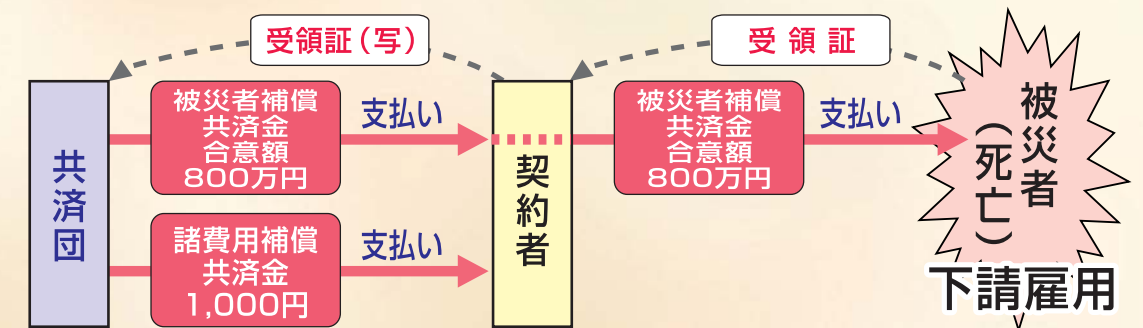 受領証（写）
受領証
共済団
被災者補償
共済金
合意額
800万円
支払い
諸費用補償
共済金
1,000円
支払い
契約者
被災者補償
共済金
合意額
800万円
支払い
被災者
（死亡）
下請雇用